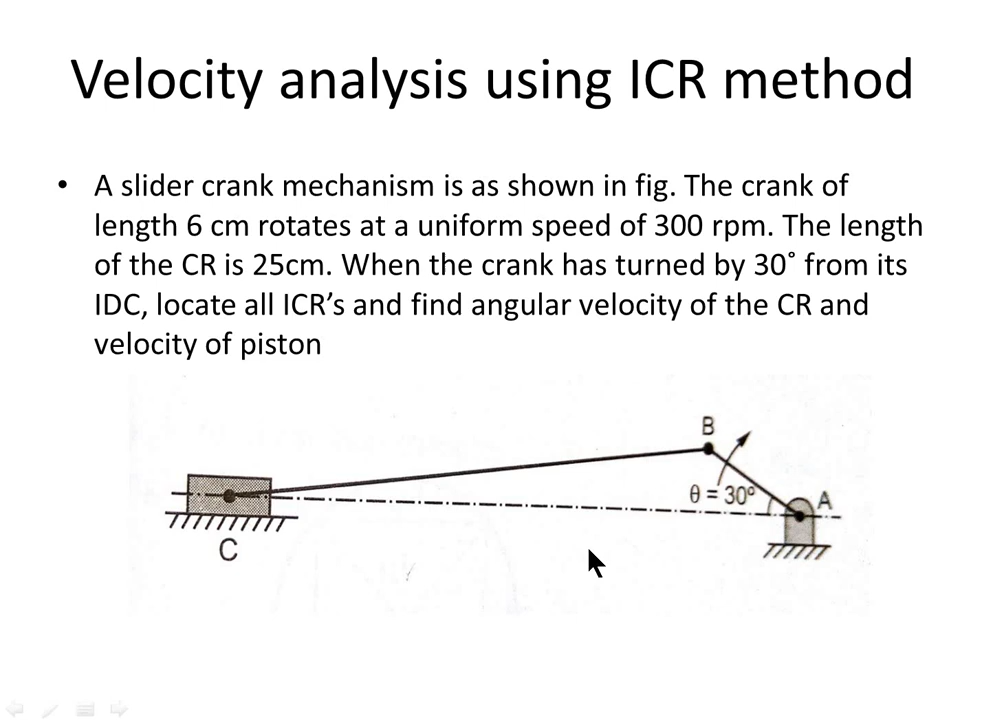 Velocity analysis using ICR method
• A slider crank mechanism is as shown in fig. The crank of
length 6 cm rotates at a uniform speed of 300 rpm. The length
of the CR is 25cm. When the crank has turned by 30˚ from its
IDC, locate all ICR’s and find angular velocity of the CR and
velocity of piston
B
θ = 30º
A
C